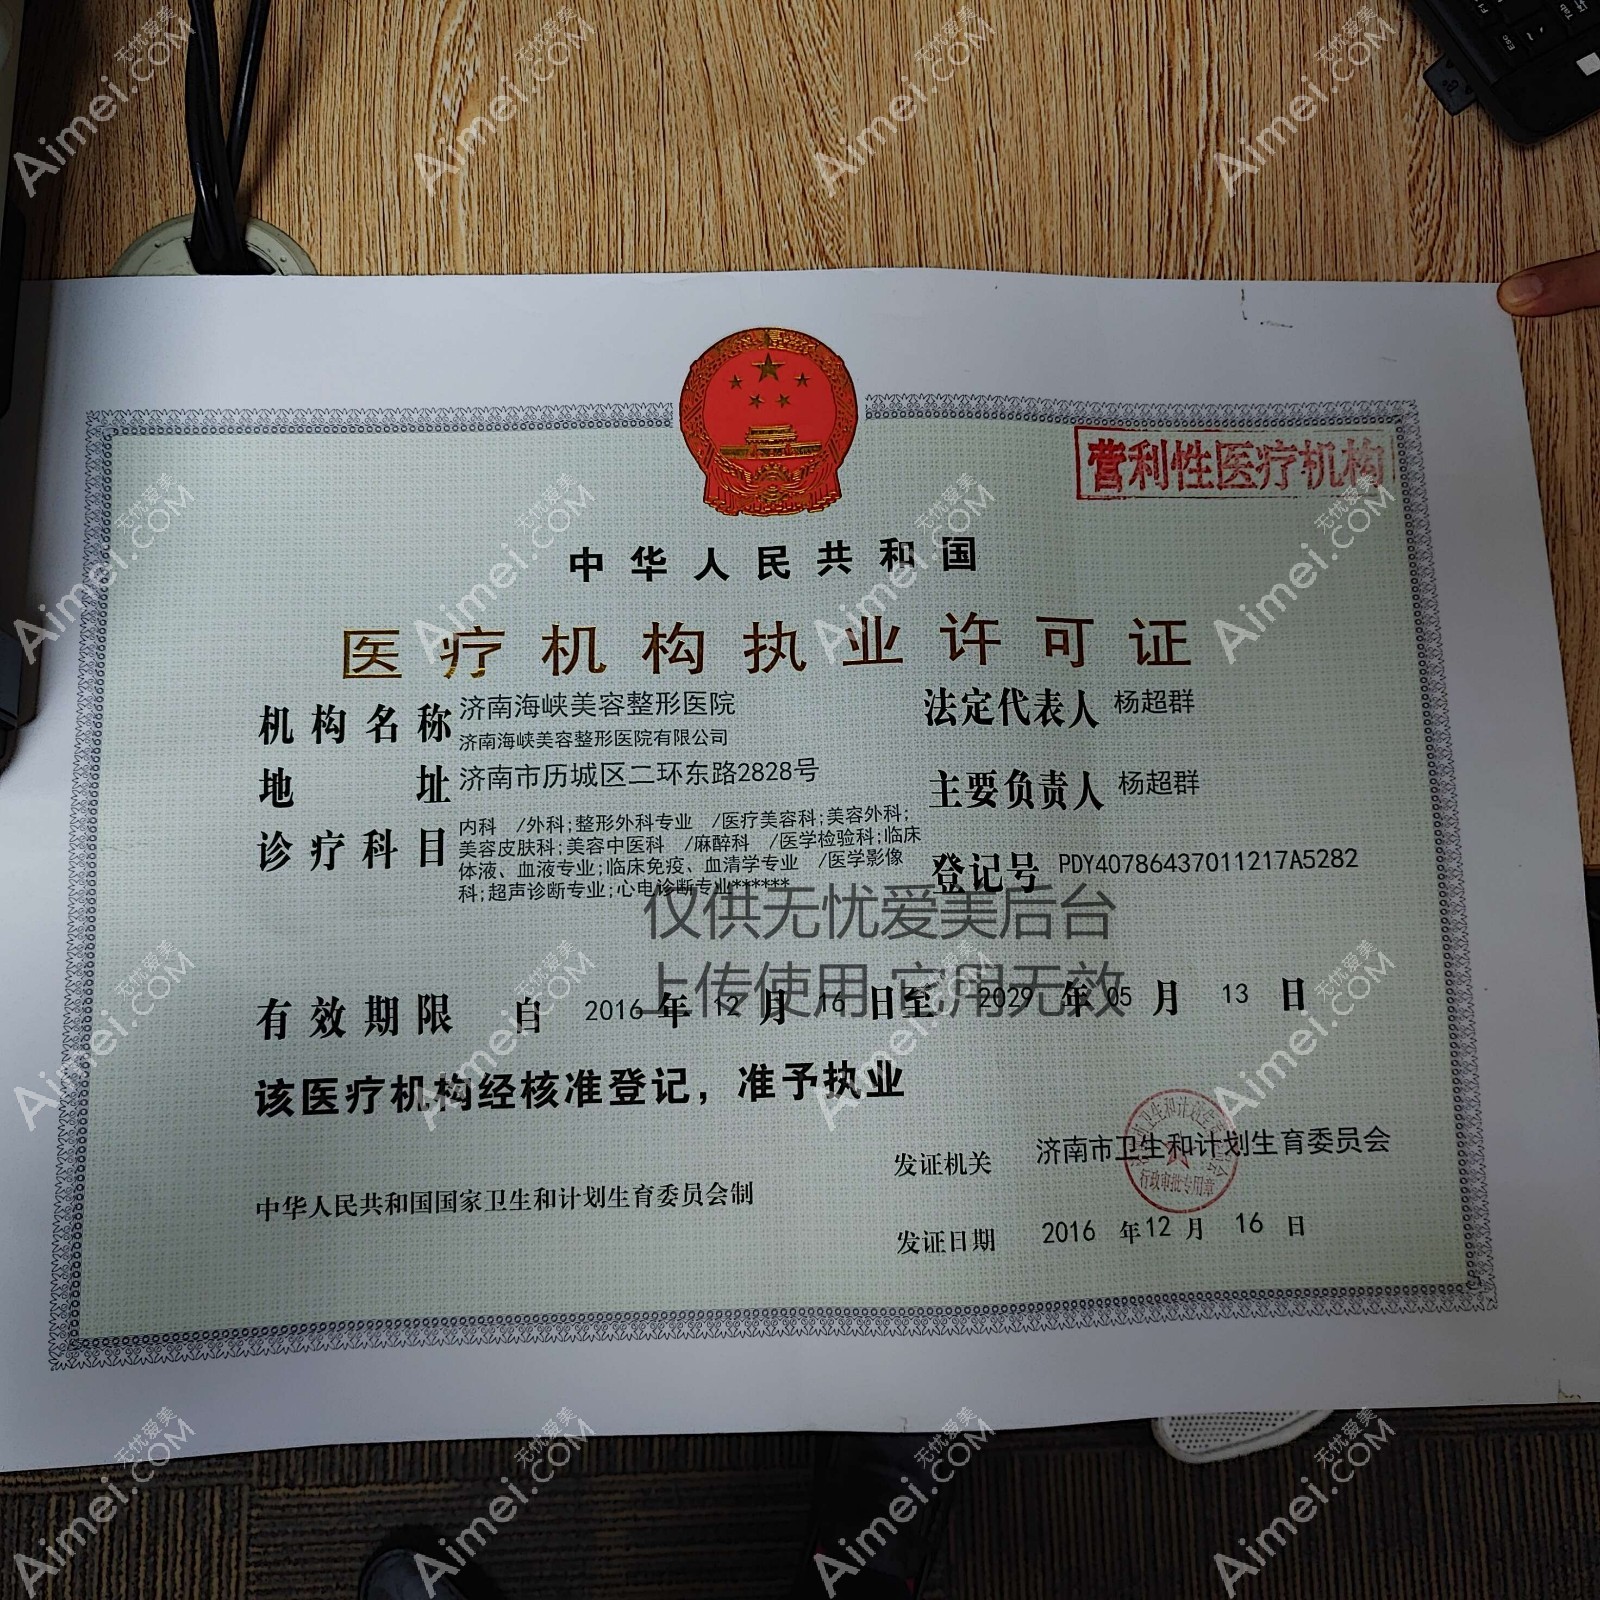 营利性医疗机构
中华人民共和国
医疗机构执业许可证
机构名称 济南海峡美容整形医院
济南海峡美容整形医院有限公司
法定代表人 杨超群
地址 济南市历城区二环东路2828号
主要负责人 杨超群
诊疗科目 内科 /外科;整形外科专业 /医疗美容科;美容外科;
美容皮肤科;美容中医科 /麻醉科 /医学检验科;临床
体液、血液专业;临床免疫、血清学专业 /医学影像
科;超声诊断专业;心电诊断专业******
登记号 PDY40786437011217A5282
仅供无忧爱美后台
上传使用 它用无效
有效期限 自 2016 年 12 月 16 日至 2029 年 05 月 13 日
该医疗机构经核准登记，准予执业
发证机关 济南市卫生和计划生育委员会
行政审批专用章
中华人民共和国国家卫生和计划生育委员会制
发证日期 2016 年 12 月 16 日
无忧爱美
Aimei.COM